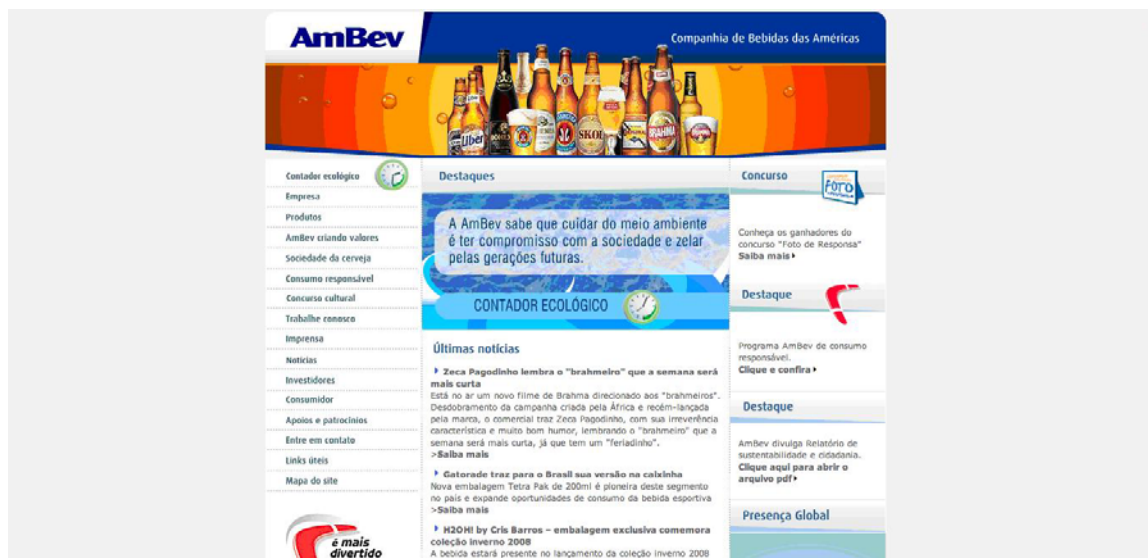 AmBev
Companhia de Bebidas das Américas
Liber
SKOL
BRAHMA
Contador ecológico
Empresa
Produtos
AmBev criando valores
Sociedade da cerveja
Consumo responsável
Concurso cultural
Trabalhe conosco
Imprensa
Notícias
Investidores
Consumidor
Apoios e patrocínios
Entre em contato
Links úteis
Mapa do site
é mais
divertido
Destaques
A AmBev sabe que cuidar do meio ambiente
é ter compromisso com a sociedade e zelar
pelas gerações futuras.
CONTADOR ECOLÓGICO
Últimas notícias
Zeca Pagodinho lembra o "brahmeiro" que a semana será
mais curta
Está no ar um novo filme de Brahma direcionado aos "brahmeiros".
Desdobramento da campanha criada pela África e recém-lançada
pela marca, o comercial traz Zeca Pagodinho, com sua irreverência
característica e muito bom humor, lembrando o "brahmeiro" que a
semana será mais curta, já que tem um "feriadinho".
>Saiba mais
Gatorade traz para o Brasil sua versão na caixinha
Nova embalagem Tetra Pak de 200ml é pioneira deste segmento
no país e expande oportunidades de consumo da bebida esportiva
>Saiba mais
H2OH! by Cris Barros – embalagem exclusiva comemora
coleção inverno 2008
A bebida estará presente no lançamento da coleção inverno 2008
Concurso
FOTO
Conheça os ganhadores do
concurso "Foto de Responsa"
Saiba mais
Destaque
Programa AmBev de consumo
responsável.
Clique e confira
Destaque
AmBev divulga Relatório de
sustentabilidade e cidadania.
Clique aqui para abrir o
arquivo pdf
Presença Global